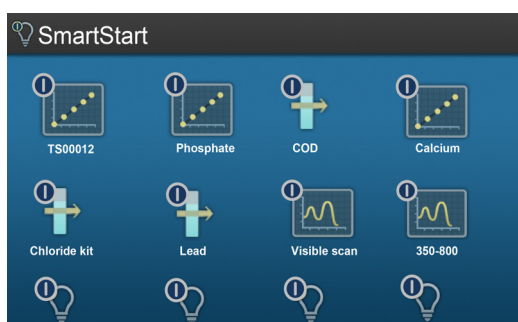 SmartStart
TS00012
Phosphate
COD
Calcium
Chloride kit
Lead
Visible scan
350-800